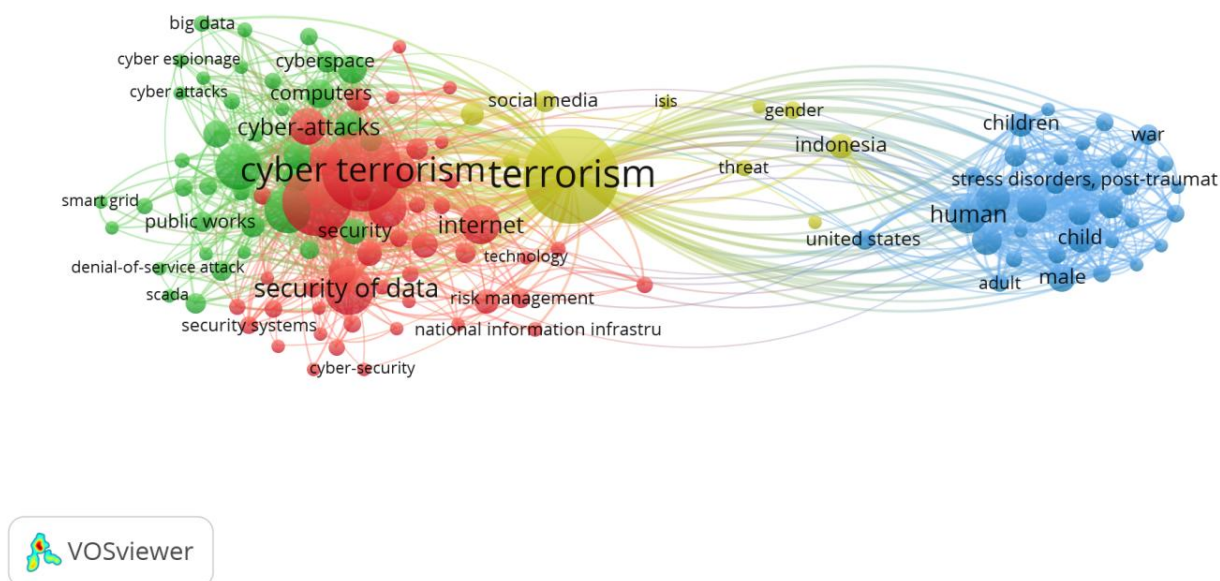 big data
cyber espionage
cyberspace
cyber attacks
computers
social media
isis
gender
children
war
cyber-attacks
indonesia
cyber terrorism
terrorism
threat
stress disorders, post-traumat
smart grid
public works
security
internet
human
united states
child
technology
denial-of-service attack
security of data
adult
male
scada
risk management
security systems
national information infrastru
cyber-security
VOSviewer